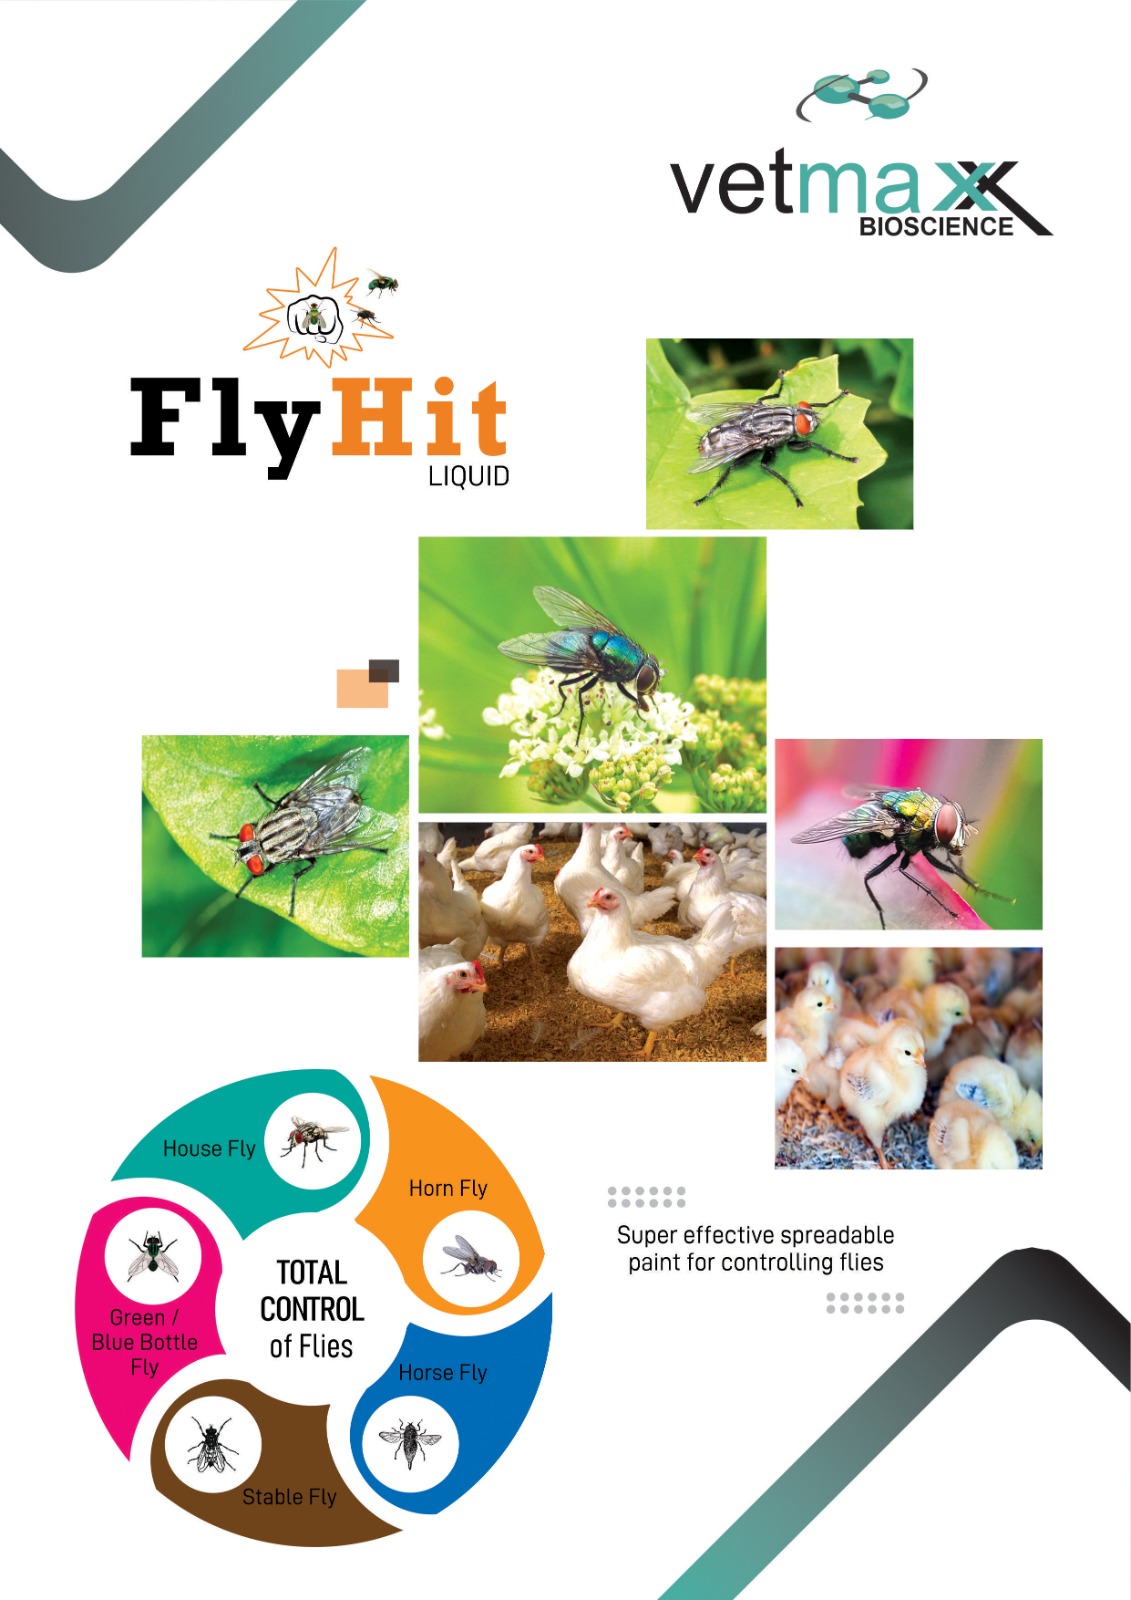 vetmaxx
BIOSCIENCE
FlyHit
LIQUID
House Fly
Horn Fly
Green /
Blue Bottle
Fly
TOTAL
CONTROL
of Flies
Horse Fly
Stable Fly
Super effective spreadable
paint for controlling flies